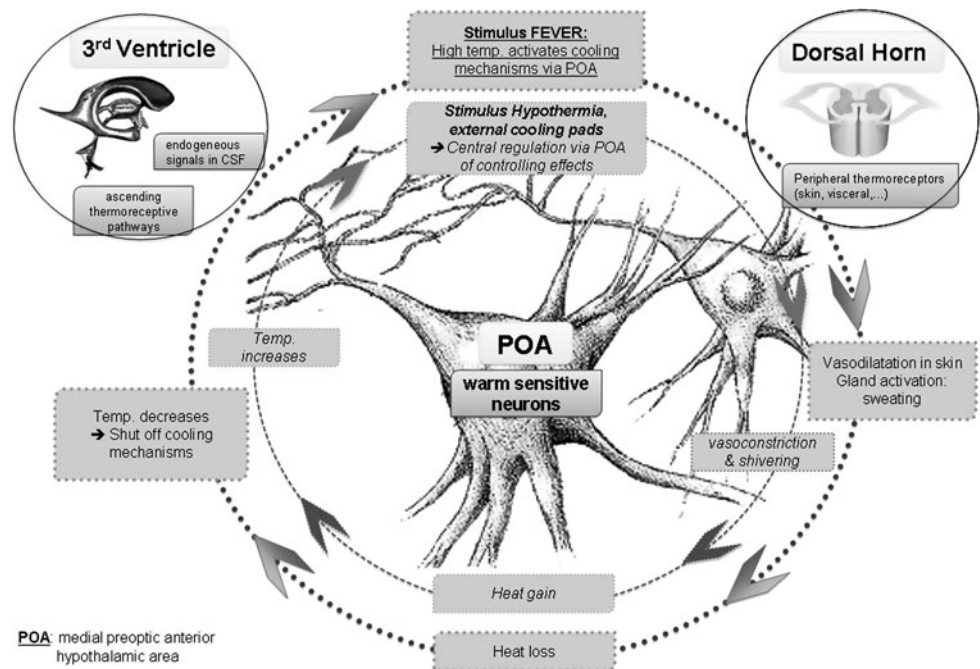 3rd Ventricle
endogeneous
signals in CSF
ascending
thermoreceptive
pathways
Stimulus FEVER:
High temp. activates cooling
mechanisms via POA
Stimulus Hypothermia,
external cooling pads
➔ Central regulation via POA
of controlling effects
Dorsal Horn
Peripheral thermoreceptors
(skin, visceral,...)
Temp.
increases
POA
warm sensitive
neurons
Vasodilatation in skin
Gland activation:
sweating
Temp. decreases
➔ Shut off cooling
mechanisms
vasoconstriction
& shivering
Heat gain
Heat loss
POA: medial preoptic anterior
hypothalamic area